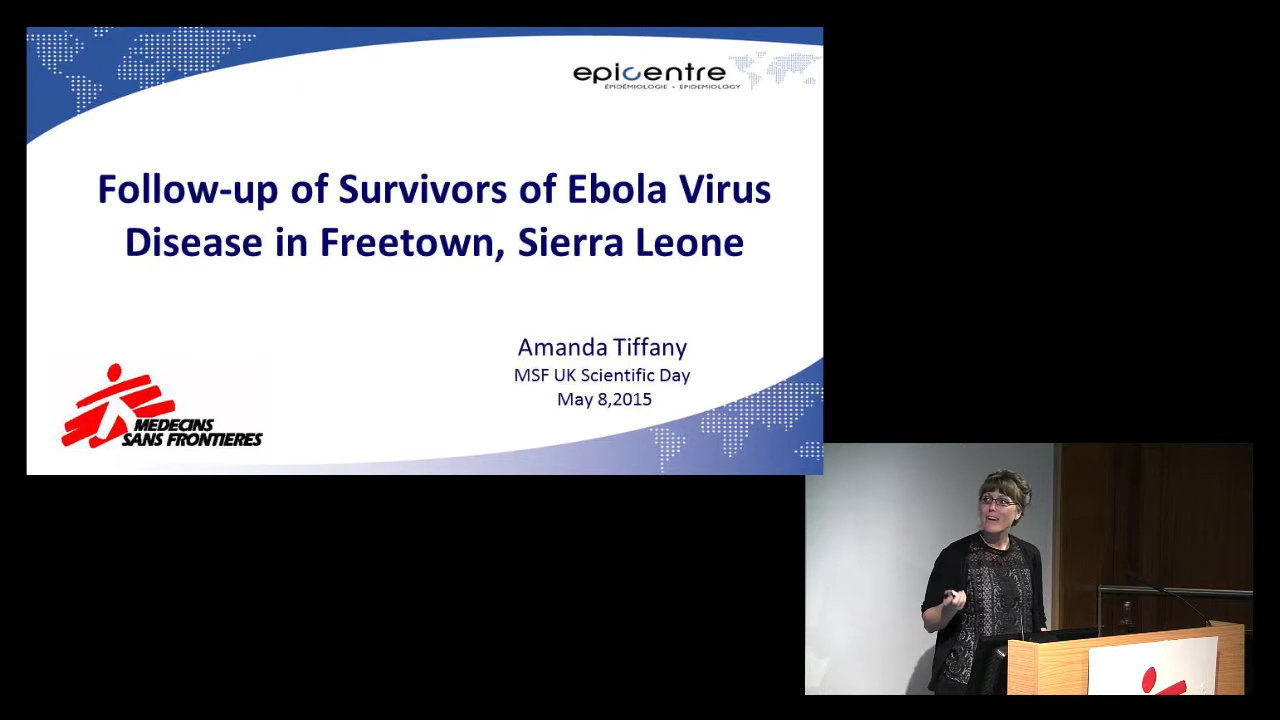 epicentre
ÉPIDÉMIOLOGIE • EPIDEMIOLOGY
Follow-up of Survivors of Ebola Virus
Disease in Freetown, Sierra Leone
Amanda Tiffany
MSF UK Scientific Day
May 8,2015
MEDECINS
SANS FRONTIERES